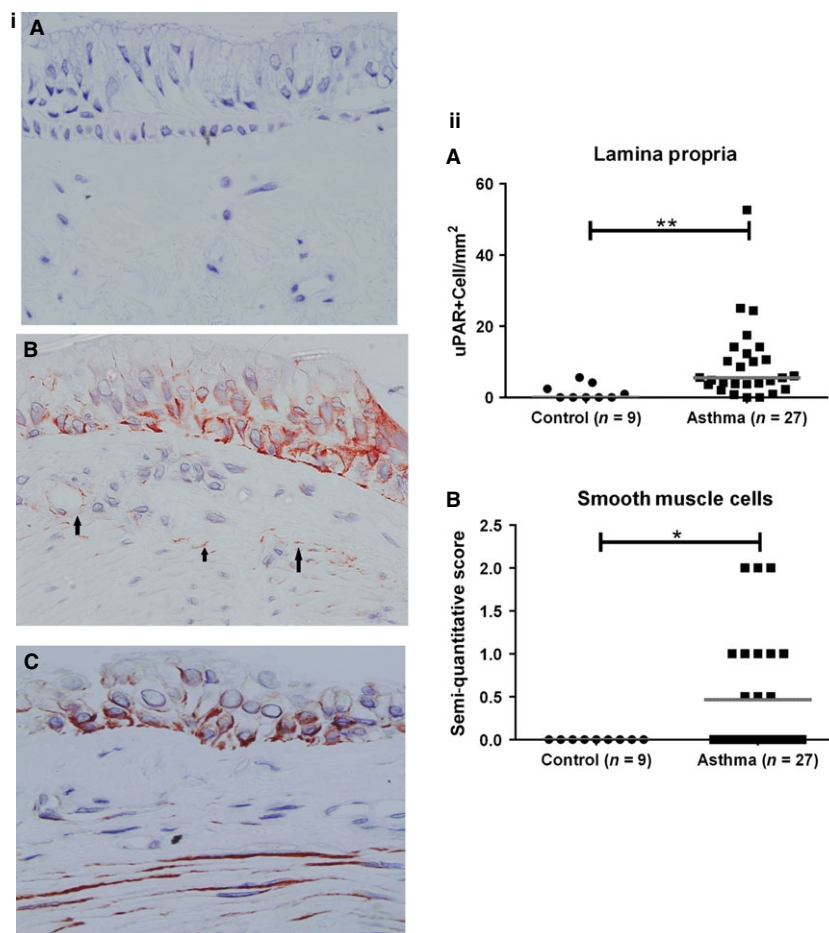 i
A
B
C
ii
A
Lamina propria
60
40
20
0
uPAR+Cell/mm²
**
Control (n = 9) Asthma (n = 27)
B
Smooth muscle cells
2.5
2.0
1.5
1.0
0.5
0.0
Semi-quantitative score
*
Control (n = 9) Asthma (n = 27)